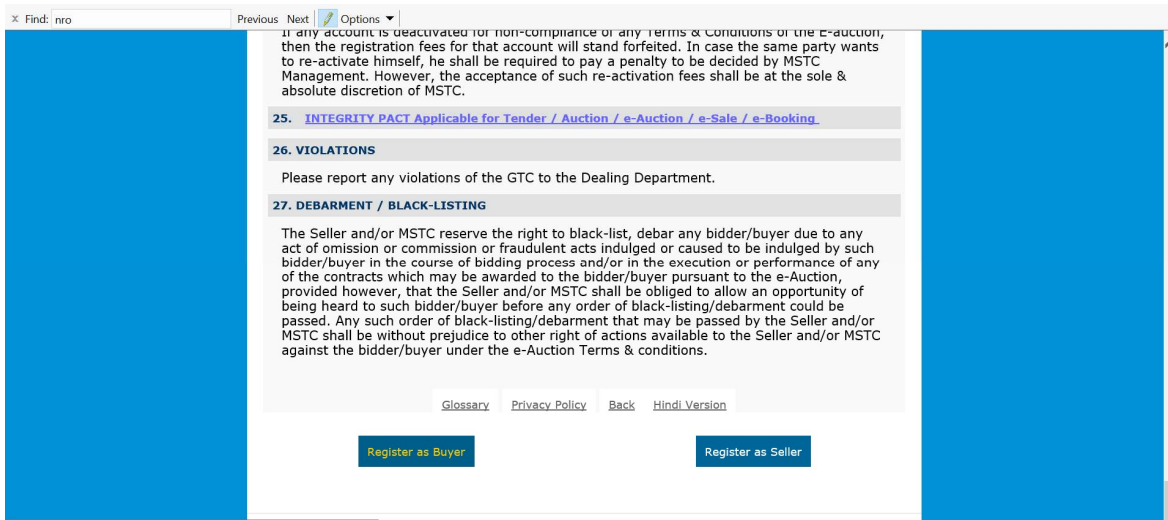 x Find: nro Previous Next Options
If any account is deactivated for non-compliance of any Terms & Conditions of the E-auction,
then the registration fees for that account will stand forfeited. In case the same party wants
to re-activate himself, he shall be required to pay a penalty to be decided by MSTC
Management. However, the acceptance of such re-activation fees shall be at the sole &
absolute discretion of MSTC.
25. INTEGRITY PACT Applicable for Tender / Auction / e-Auction / e-Sale / e-Booking
26. VIOLATIONS
Please report any violations of the GTC to the Dealing Department.
27. DEBARMENT / BLACK-LISTING
The Seller and/or MSTC reserve the right to black-list, debar any bidder/buyer due to any
act of omission or commission or fraudulent acts indulged or caused to be indulged by such
bidder/buyer in the course of bidding process and/or in the execution or performance of any
of the contracts which may be awarded to the bidder/buyer pursuant to the e-Auction,
provided however, that the Seller and/or MSTC shall be obliged to allow an opportunity of
being heard to such bidder/buyer before any order of black-listing/debarment could be
passed. Any such order of black-listing/debarment that may be passed by the Seller and/or
MSTC shall be without prejudice to other right of actions available to the Seller and/or MSTC
against the bidder/buyer under the e-Auction Terms & conditions.
Glossary Privacy Policy Back Hindi Version
Register as Buyer Register as Seller